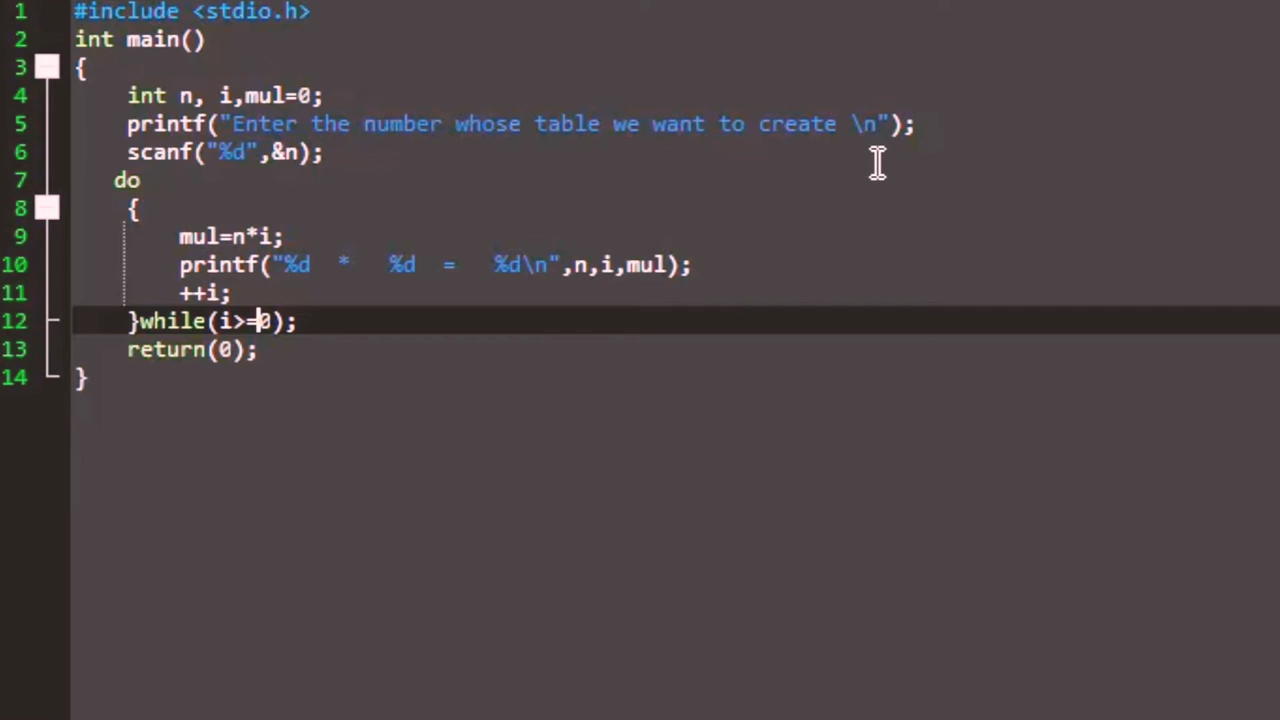 1 #include <stdio.h>
2 int main()
3 {
4 int n, i,mul=0;
5 printf("Enter the number whose table we want to create \n");
6 scanf("%d",&n);
7 do
8 {
9 mul=n*i;
10 printf("%d  *   %d  =   %d\n",n,i,mul);
11 ++i;
12 }while(i>=0);
13 return(0);
14 }